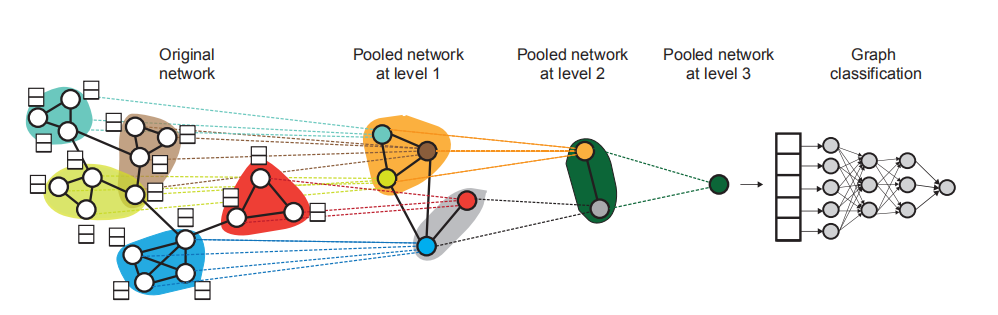 Original
network
Pooled network
at level 1
Pooled network
at level 2
Pooled network
at level 3
Graph
classification